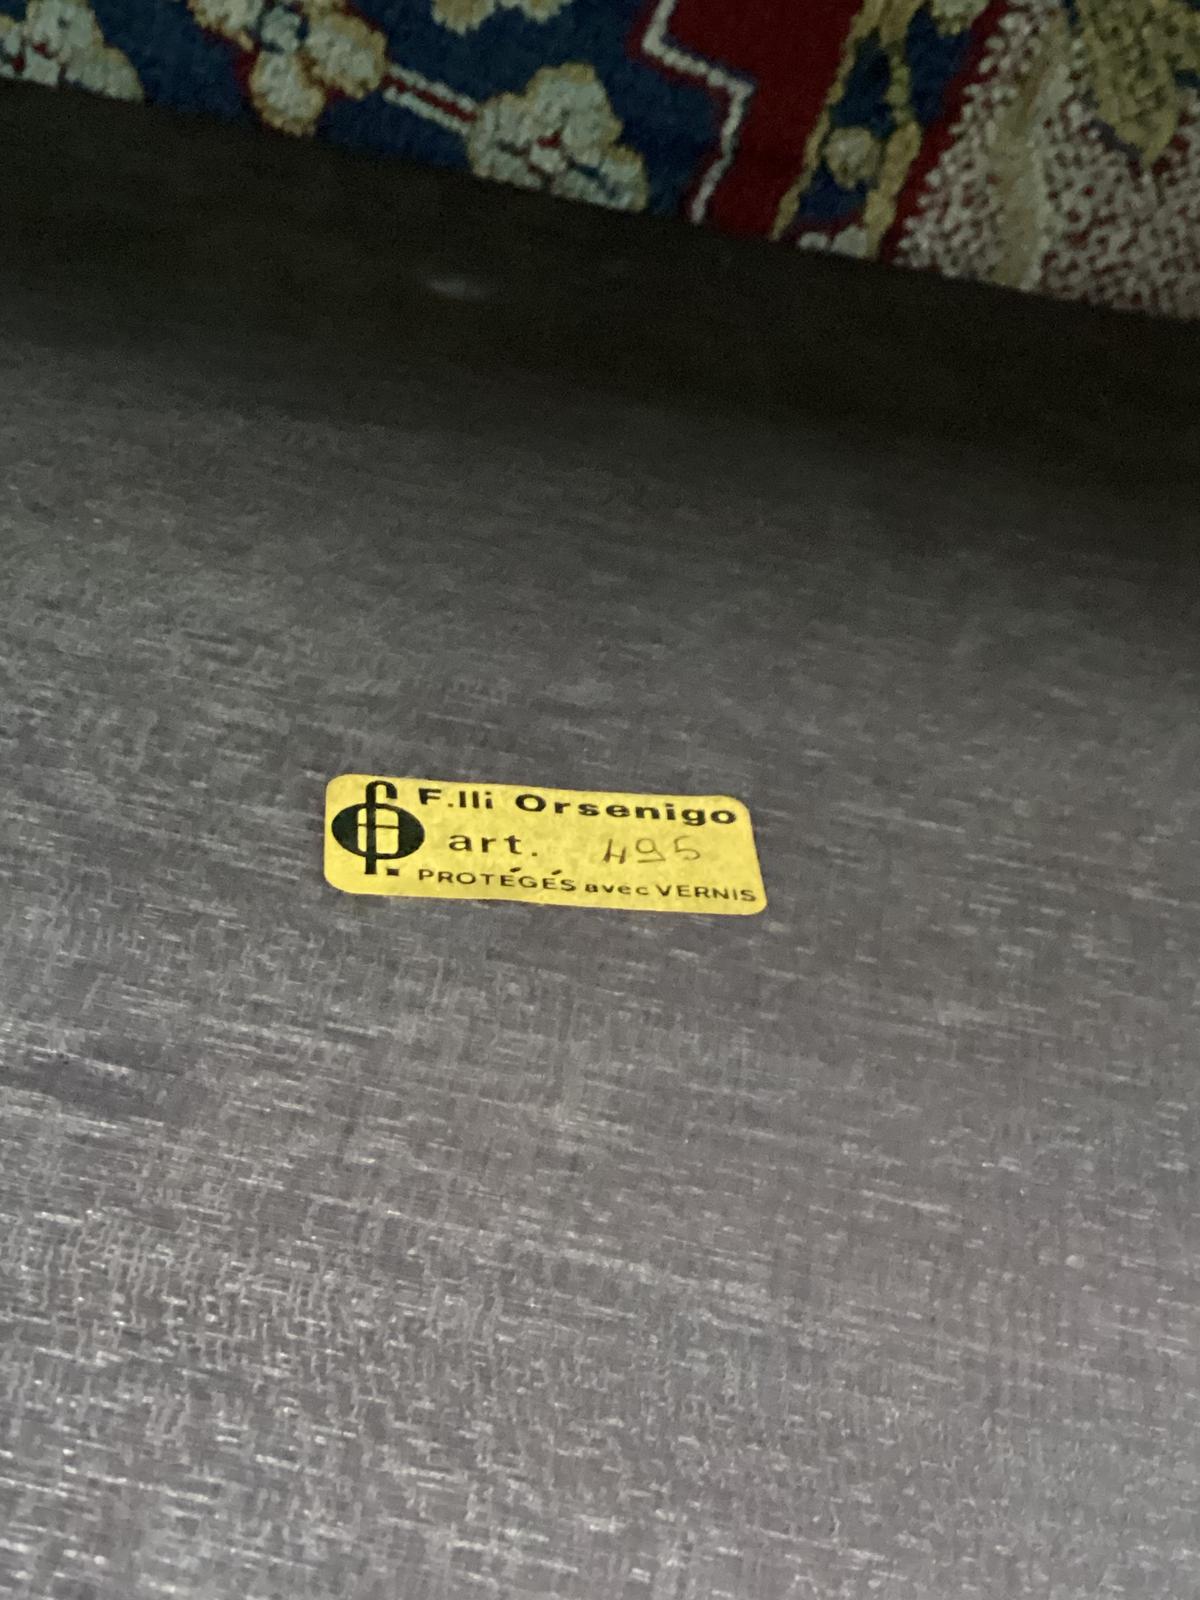 F.lli Orsenigo
art. 495
PROTÉGÉS avec VERNIS